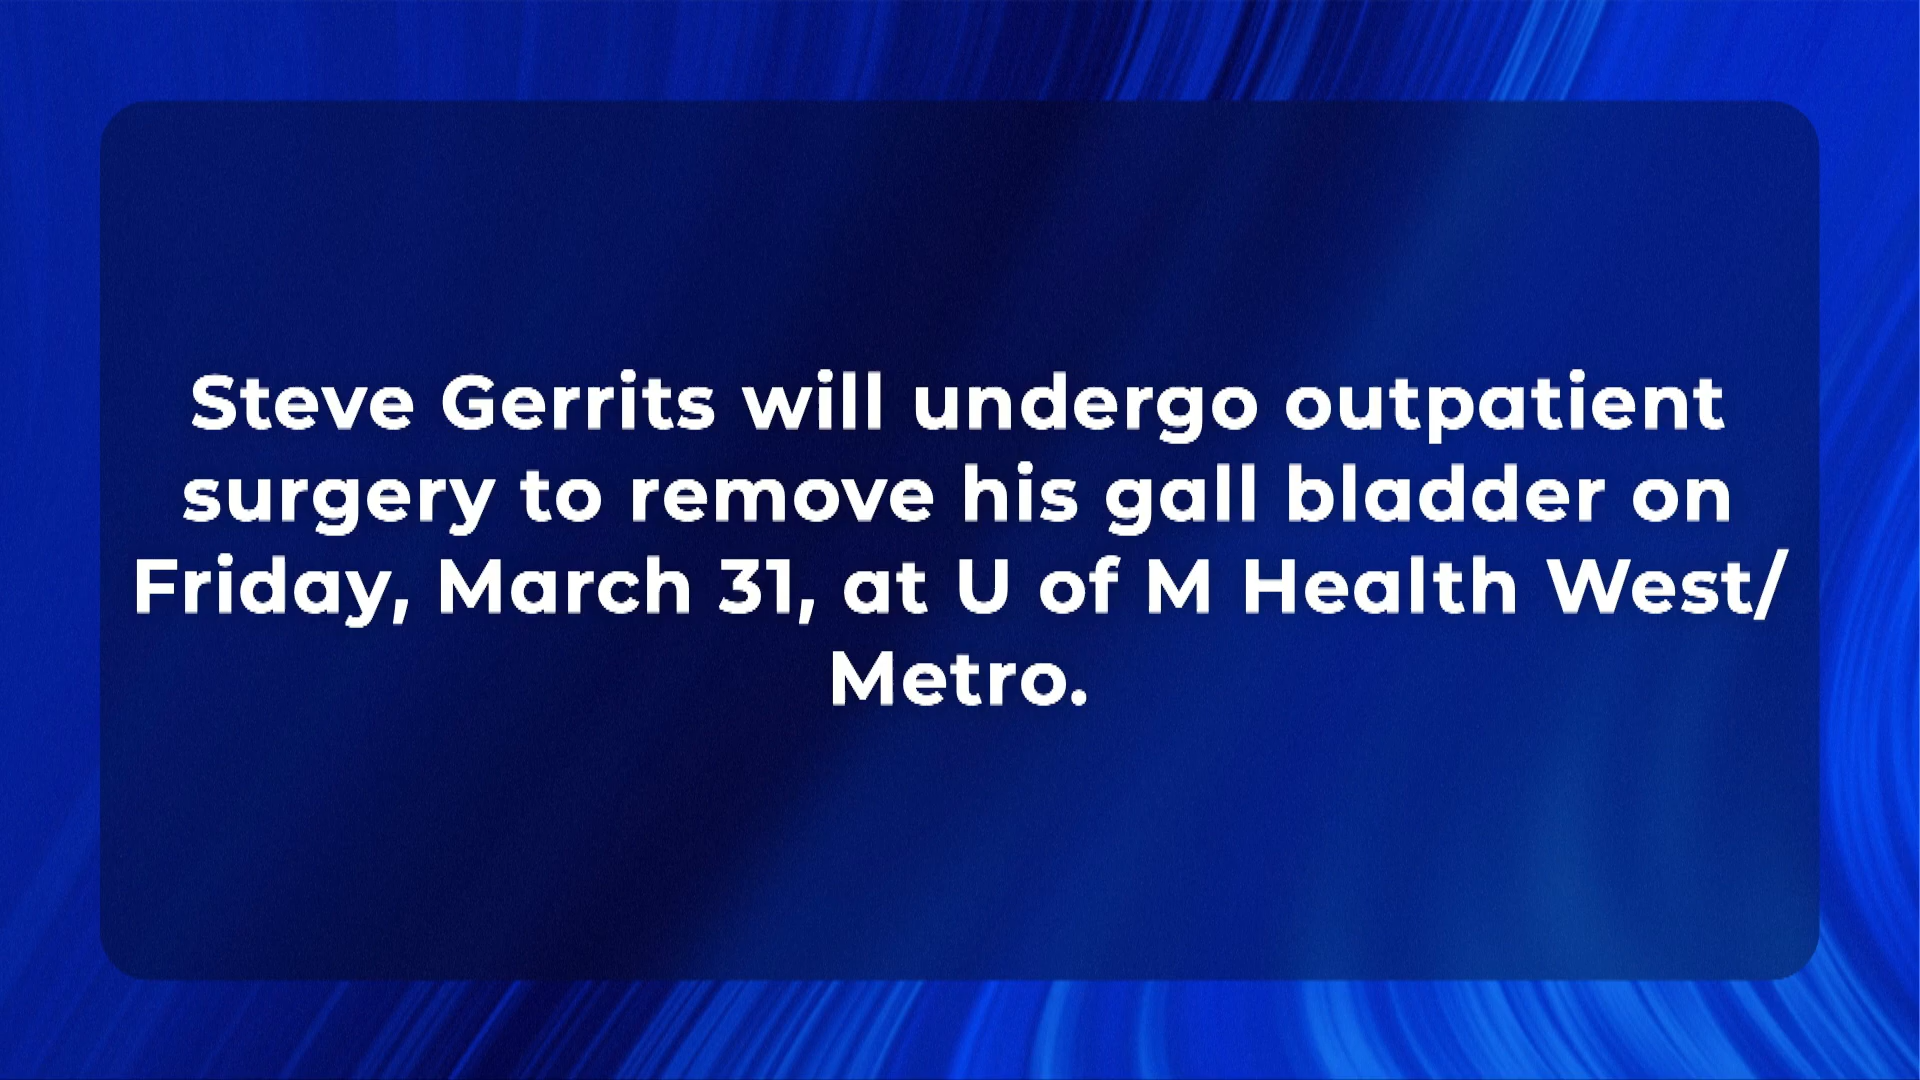 Steve Gerrits will undergo outpatient
surgery to remove his gall bladder on
Friday, March 31, at U of M Health West/
Metro.